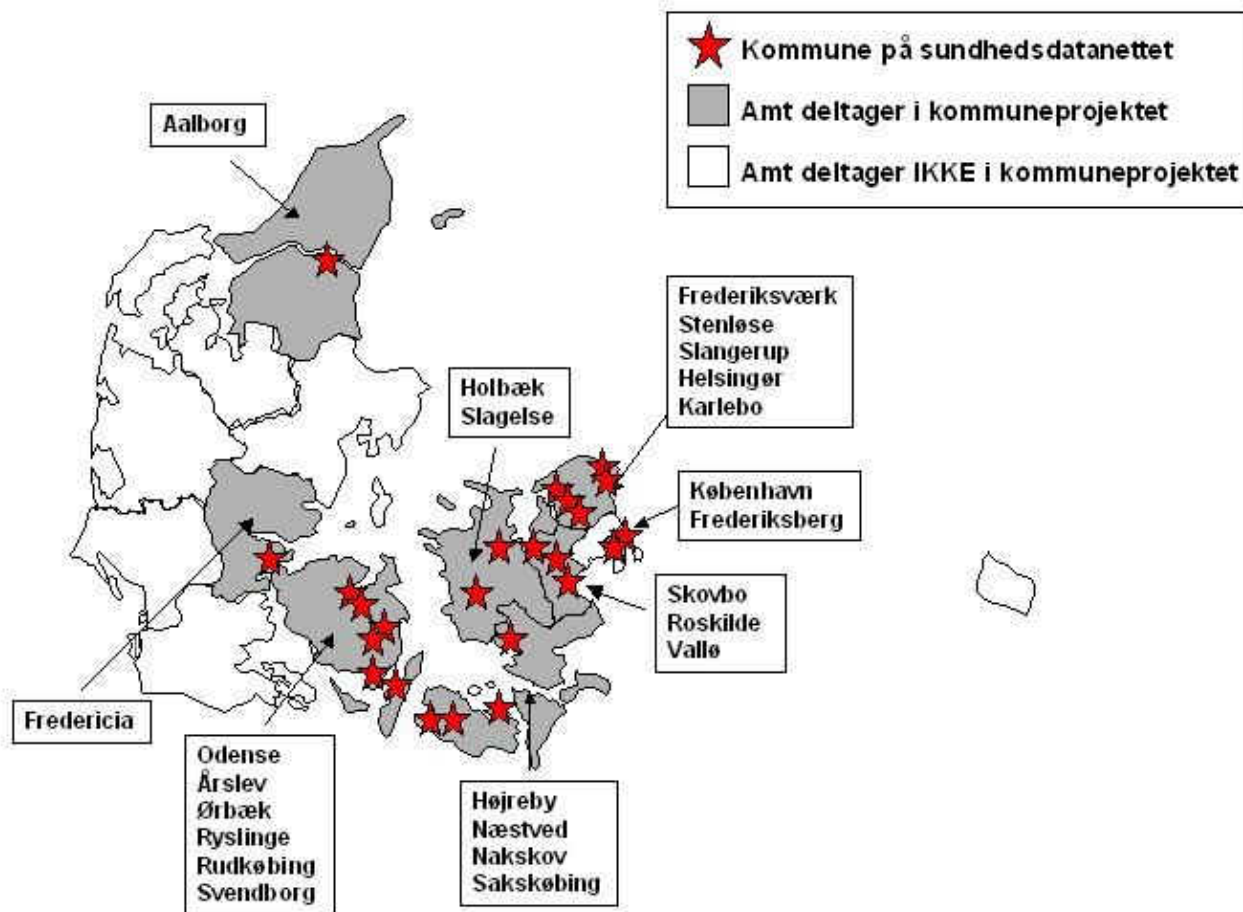 Kommune på sundhedsdatanettet
Amt deltager i kommuneprojektet
Amt deltager IKKE i kommuneprojektet
Aalborg
Frederiksværk
Stenløse
Slangerup
Helsingør
Karlebo
Holbæk
Slagelse
København
Frederiksberg
Skovbo
Roskilde
Vallø
Fredericia
Odense
Årslev
Ørbæk
Ryslinge
Rudkøbing
Svendborg
Højreby
Næstved
Nakskov
Sakskøbing